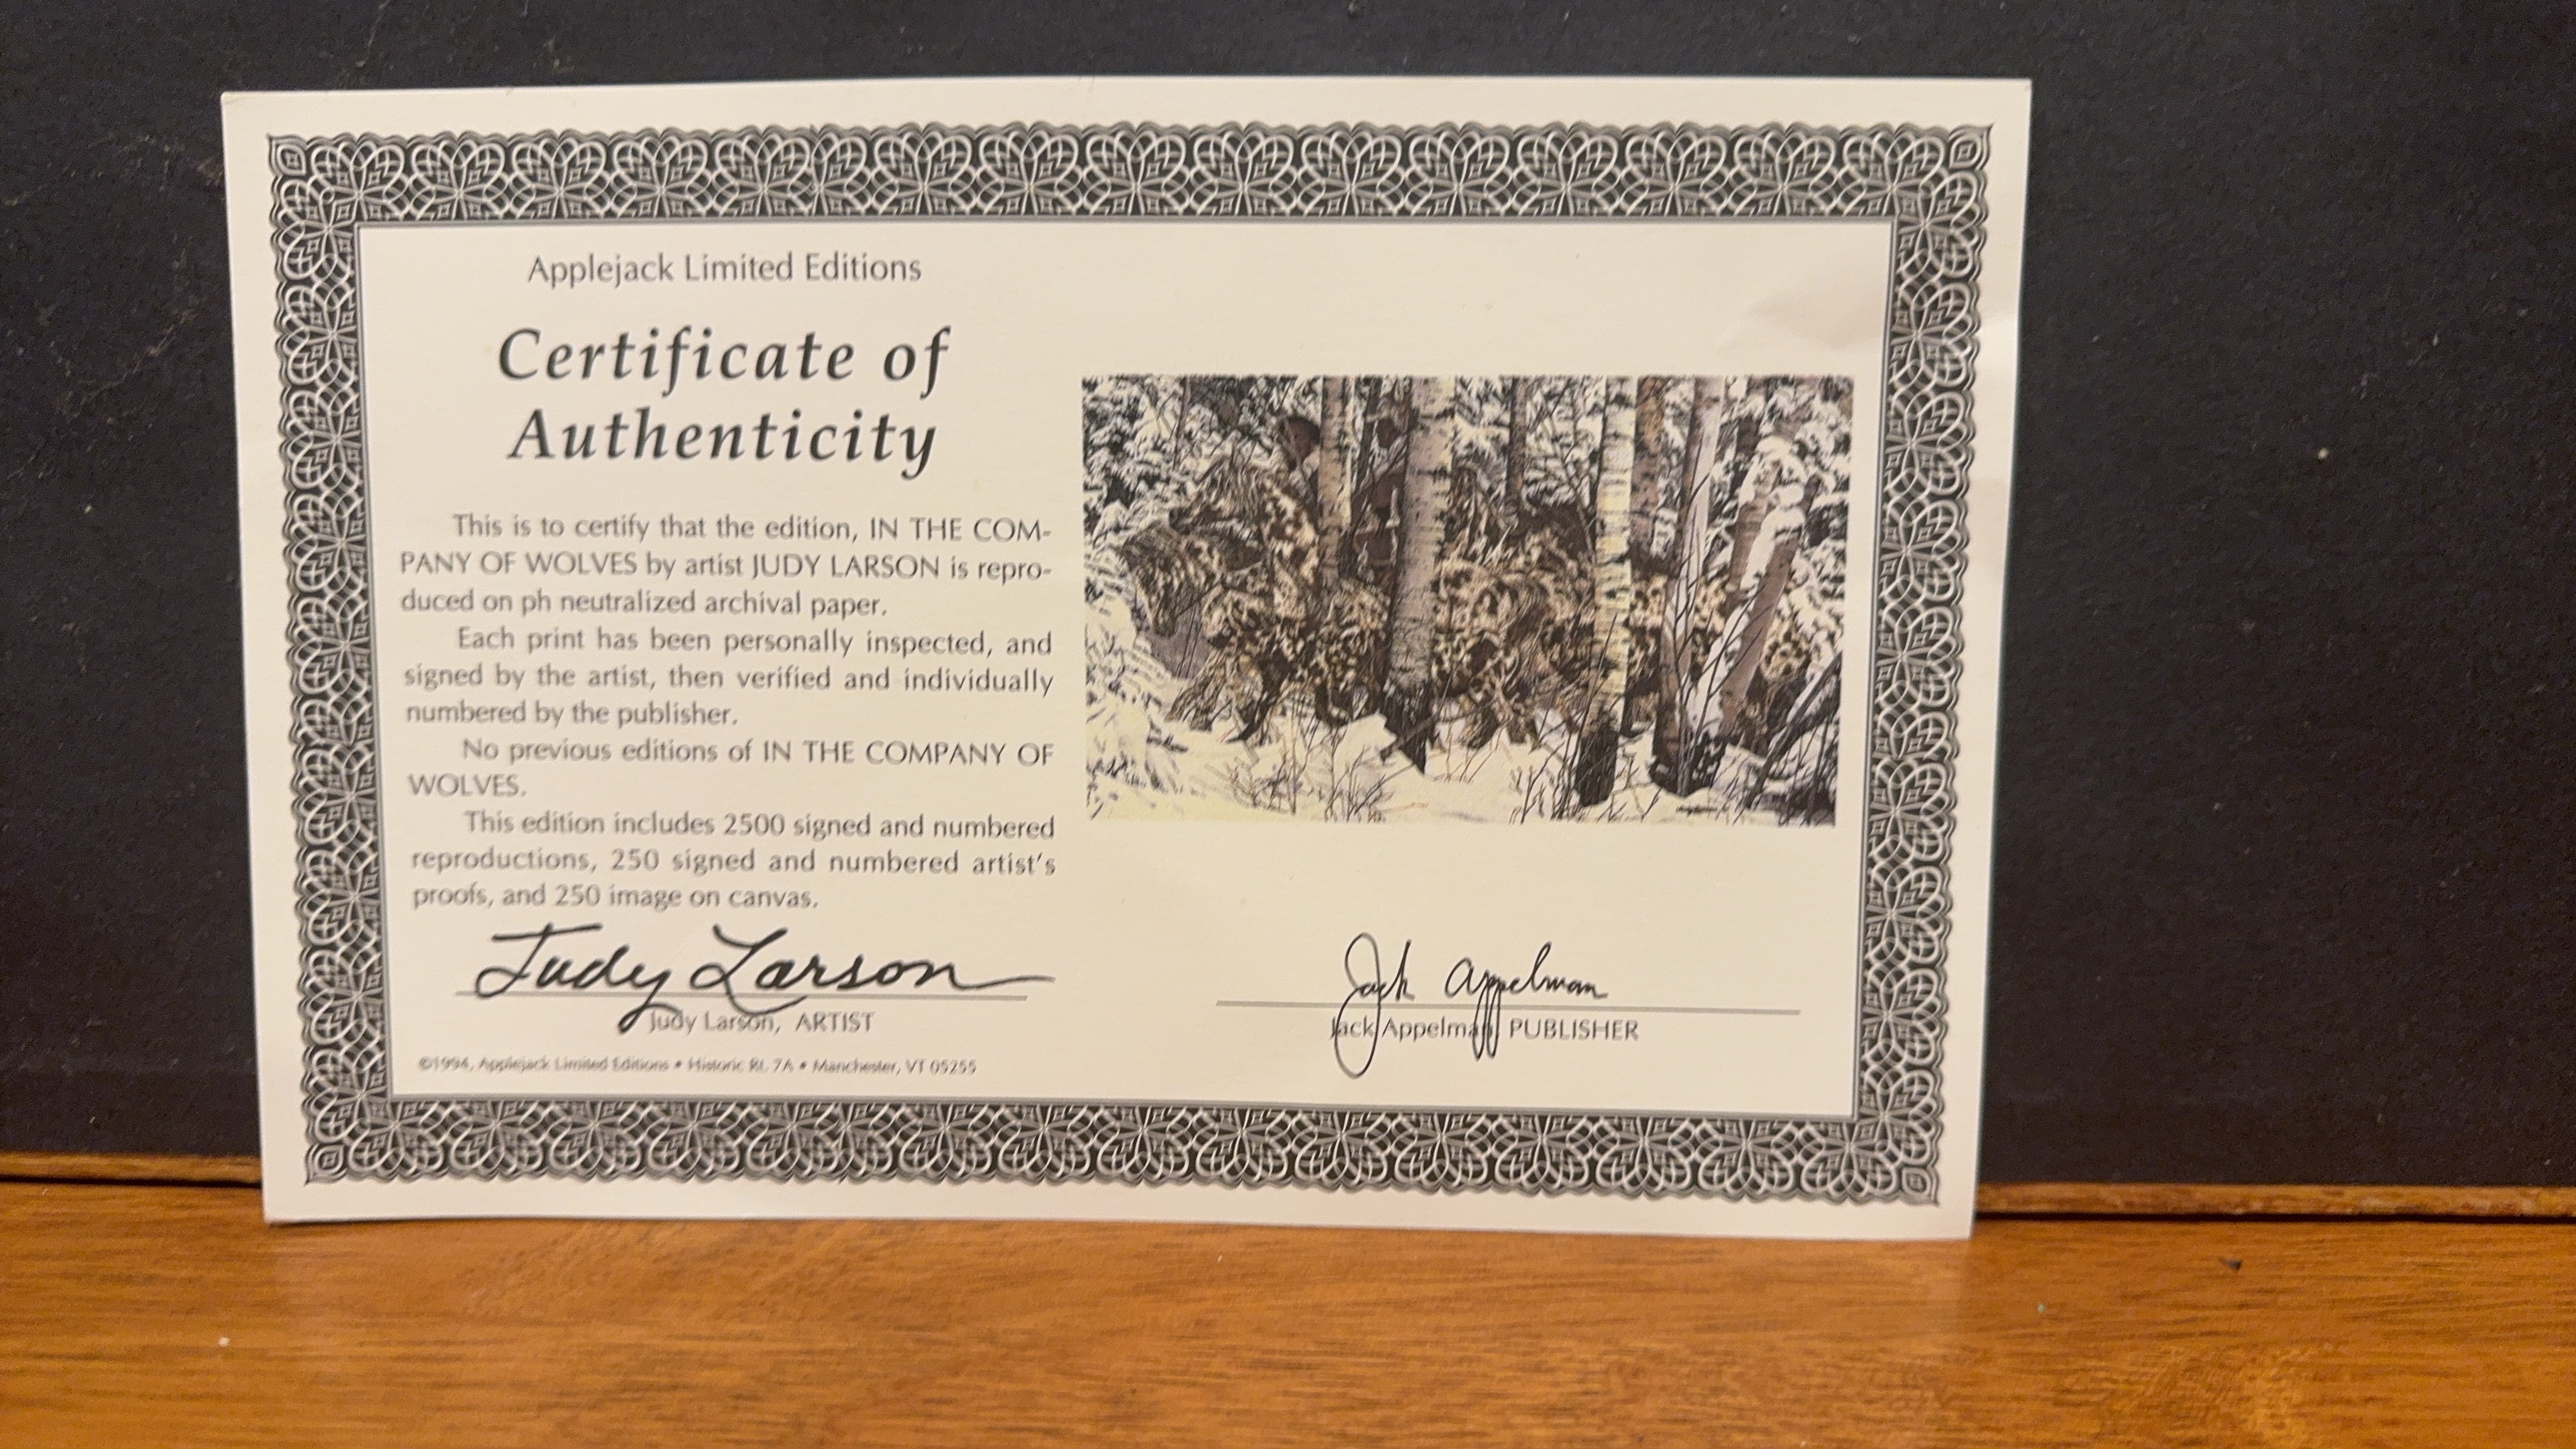 Applejack Limited Editions
Certificate of
Authenticity
This is to certify that the edition, IN THE COM-
PANY OF WOLVES by artist JUDY LARSON is repro-
duced on ph neutralized archival paper.
Each print has been personally inspected, and
signed by the artist, then verified and individually
numbered by the publisher.
No previous editions of IN THE COMPANY OF
WOLVES.
This edition includes 2500 signed and numbered
reproductions, 250 signed and numbered artist's
proofs, and 250 image on canvas.
Judy Larson
Judy Larson, ARTIST
©1994, Applejack Limited Editions • Historic Rt. 7A • Manchester, VT 05255
Jack Appelman
Jack Appelman, PUBLISHER